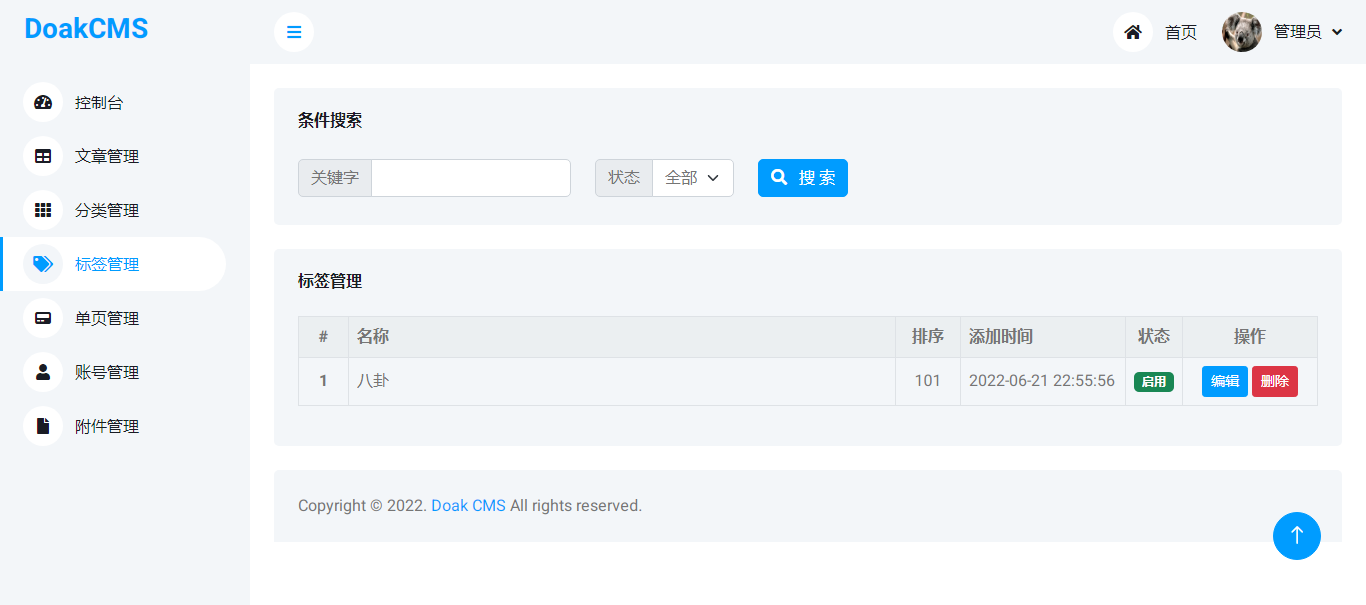 DoakCMS
首页
管理员
控制台
文章管理
分类管理
标签管理
单页管理
账号管理
附件管理
条件搜索
关键字 状态 全部 搜 索
标签管理
# 名称 排序 添加时间 状态 操作
1 八卦 101 2022-06-21 22:55:56 启用 编辑 删除
Copyright © 2022. Doak CMS All rights reserved.